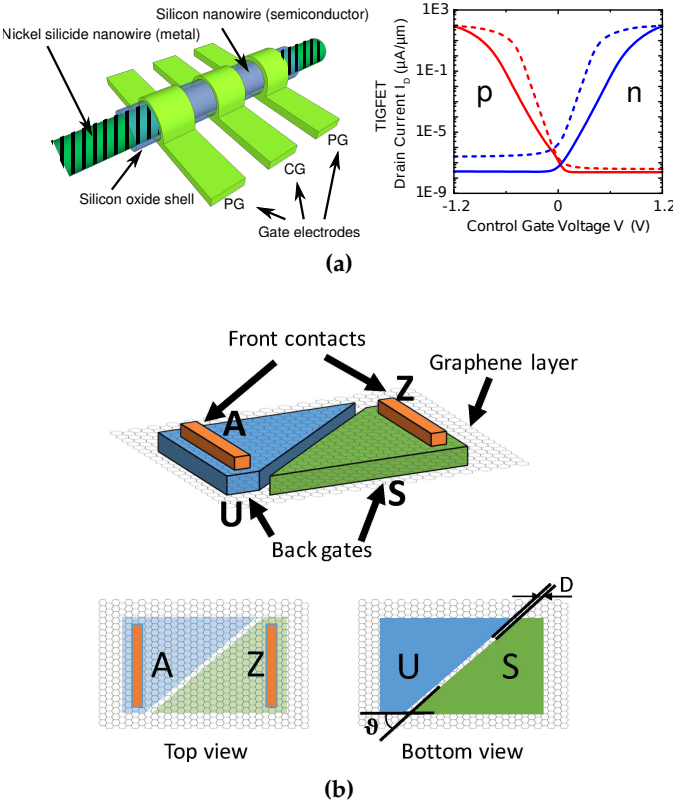 Silicon nanowire (semiconductor)
Nickel silicide nanowire (metal)
Silicon oxide shell
PG
CG
PG
Gate electrodes
TIGFET
Drain Current I_D (µA/µm)
1E3
1E-1
1E-5
1E-9
p
n
-1.2
0
1.2
Control Gate Voltage V (V)
(a)
Front contacts
Graphene layer
A
Z
U
S
Back gates
A
Z
Top view
D
U
S
ϑ
Bottom view
(b)